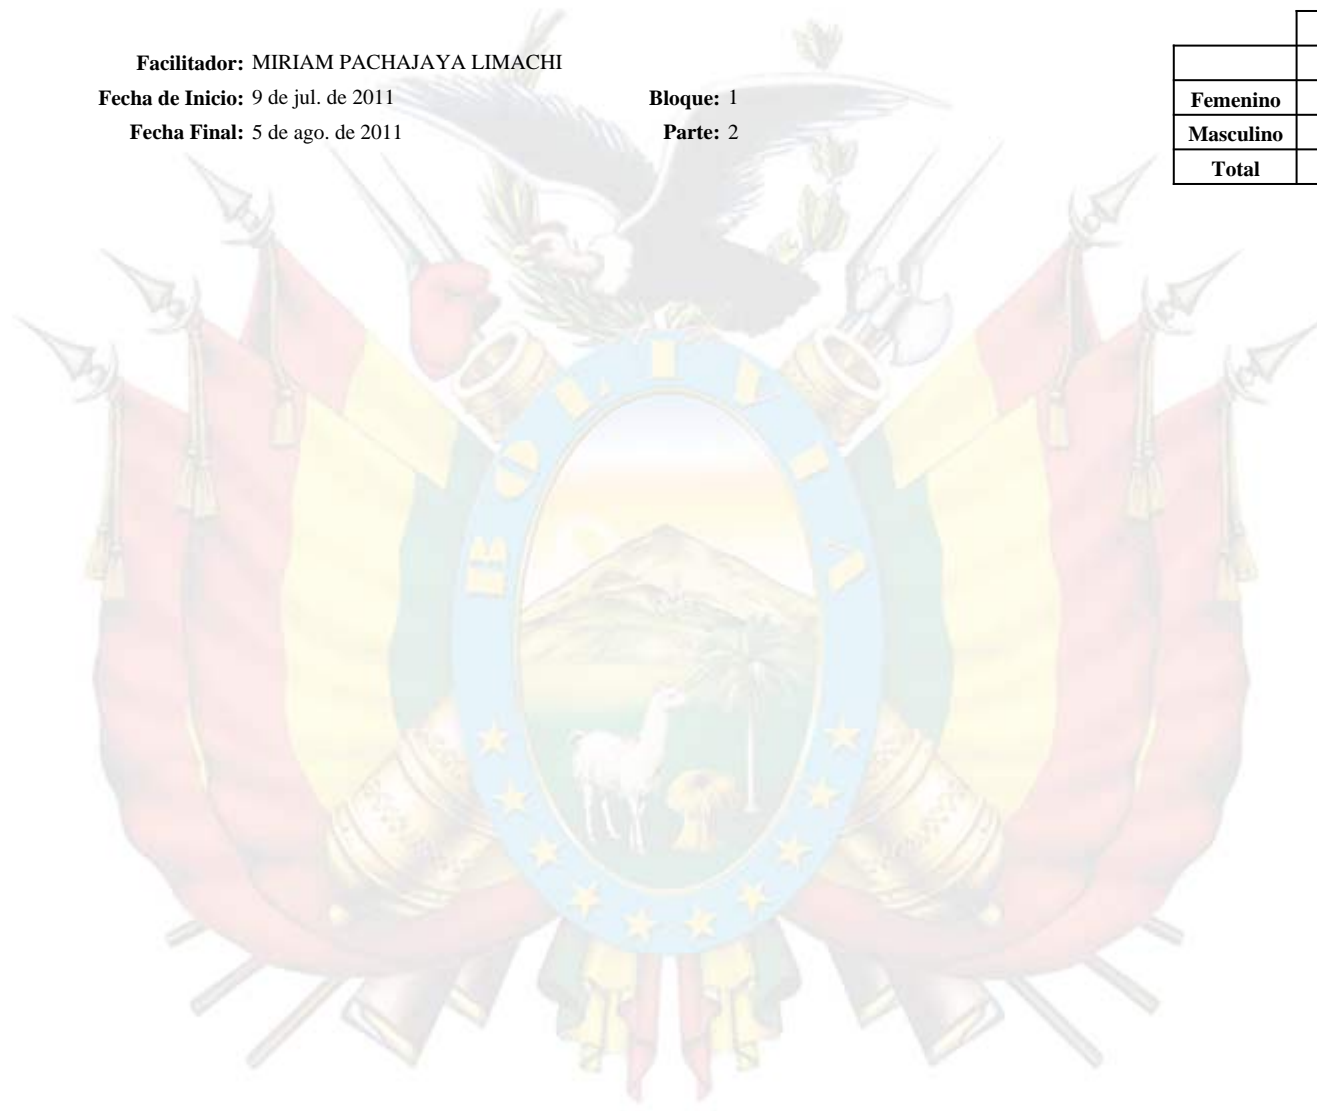 Facilitador: MIRIAM PACHAJAYA LIMACHI
Fecha de Inicio: 9 de jul. de 2011 Bloque: 1
Fecha Final: 5 de ago. de 2011 Parte: 2
Femenino
Masculino
Total
BOLIVIA